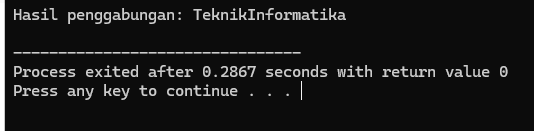 Hasil penggabungan: TeknikInformatika
--------------------------------
Process exited after 0.2867 seconds with return value 0
Press any key to continue . . .